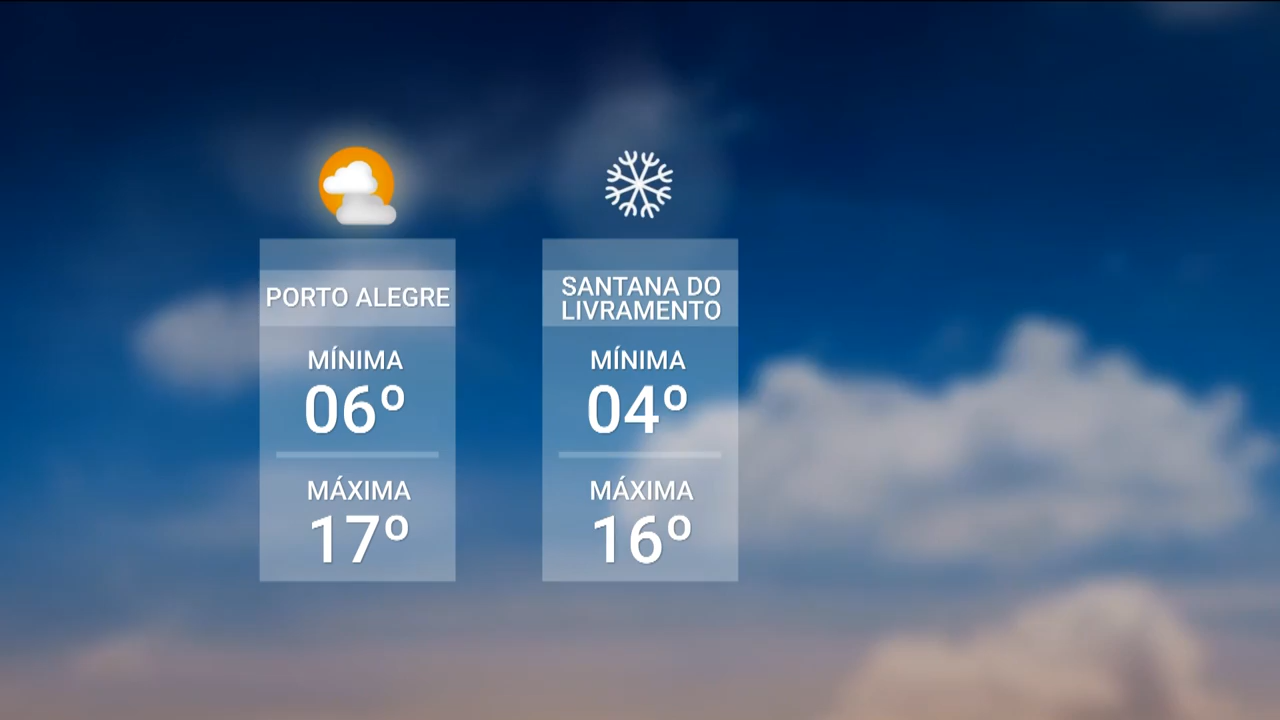 PORTO ALEGRE
MÍNIMA
06º
MÁXIMA
17º
SANTANA DO
LIVRAMENTO
MÍNIMA
04º
MÁXIMA
16º